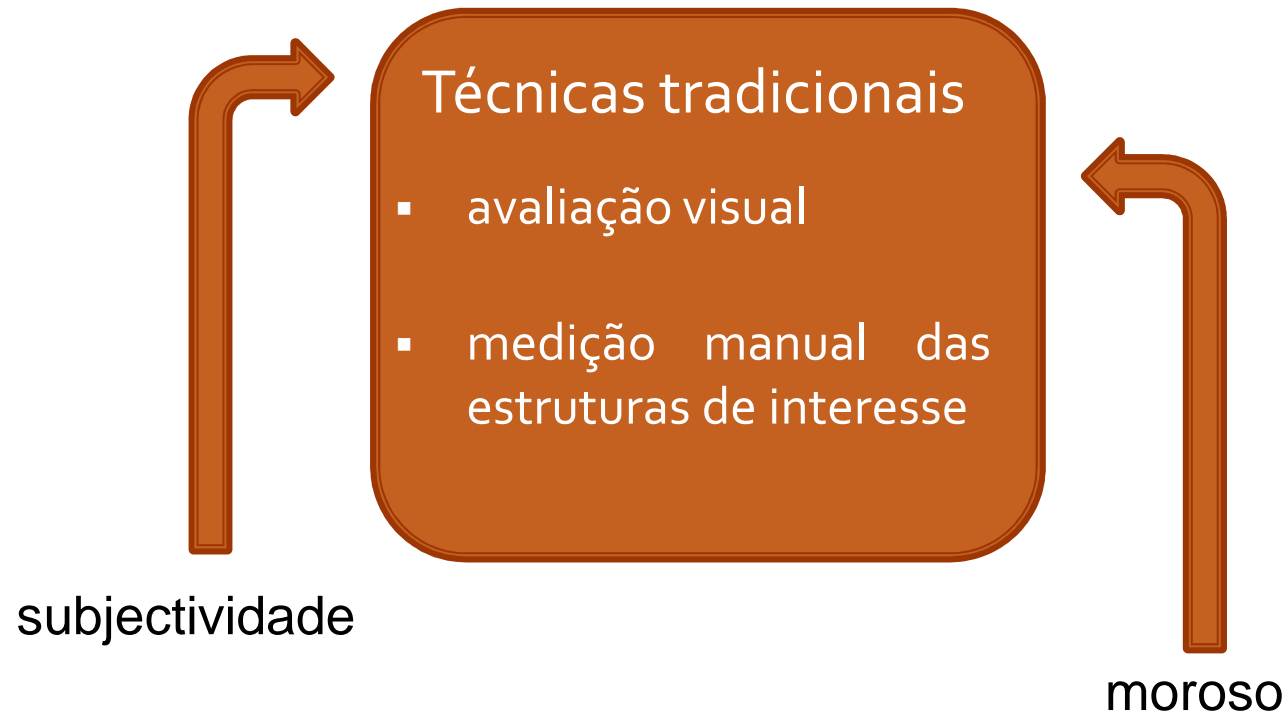 Técnicas tradicionais
▪ avaliação visual
▪ medição manual das
estruturas de interesse
subjectividade
moroso